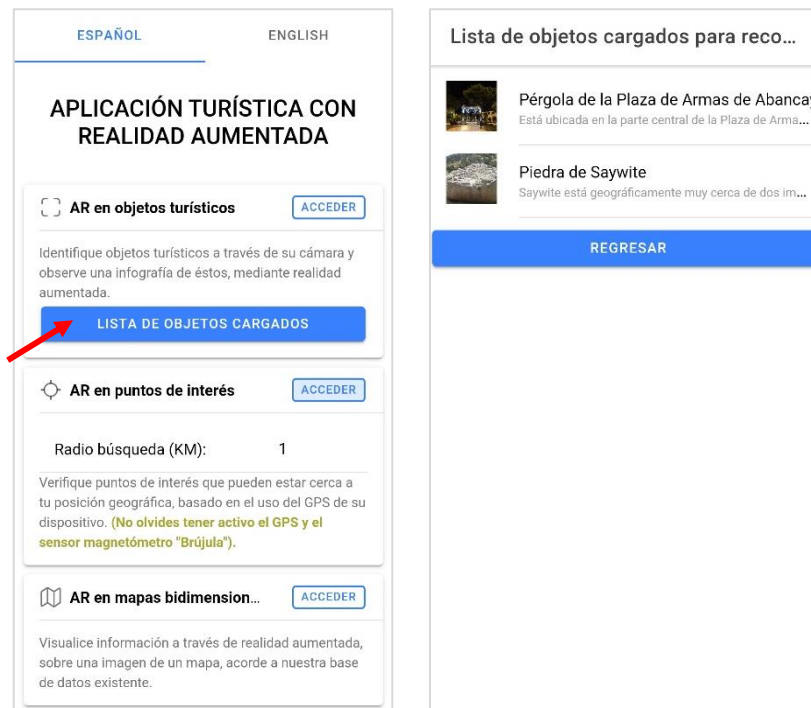 ESPAÑOL
ENGLISH
APLICACIÓN TURÍSTICA CON
REALIDAD AUMENTADA
AR en objetos turísticos
ACCEDER
Identifique objetos turísticos a través de su cámara y
observe una infografía de éstos, mediante realidad
aumentada.
LISTA DE OBJETOS CARGADOS
AR en puntos de interés
ACCEDER
Radio búsqueda (KM):
1
Verifique puntos de interés que pueden estar cerca a
tu posición geográfica, basado en el uso del GPS de su
dispositivo. (No olvides tener activo el GPS y el
sensor magnetómetro "Brújula").
AR en mapas bidimension...
ACCEDER
Visualice información a través de realidad aumentada,
sobre una imagen de un mapa, acorde a nuestra base
de datos existente.
Lista de objetos cargados para reco...
Pérgola de la Plaza de Armas de Abancay
Está ubicada en la parte central de la Plaza de Arma...
Piedra de Saywite
Saywite está geográficamente muy cerca de dos im...
REGRESAR